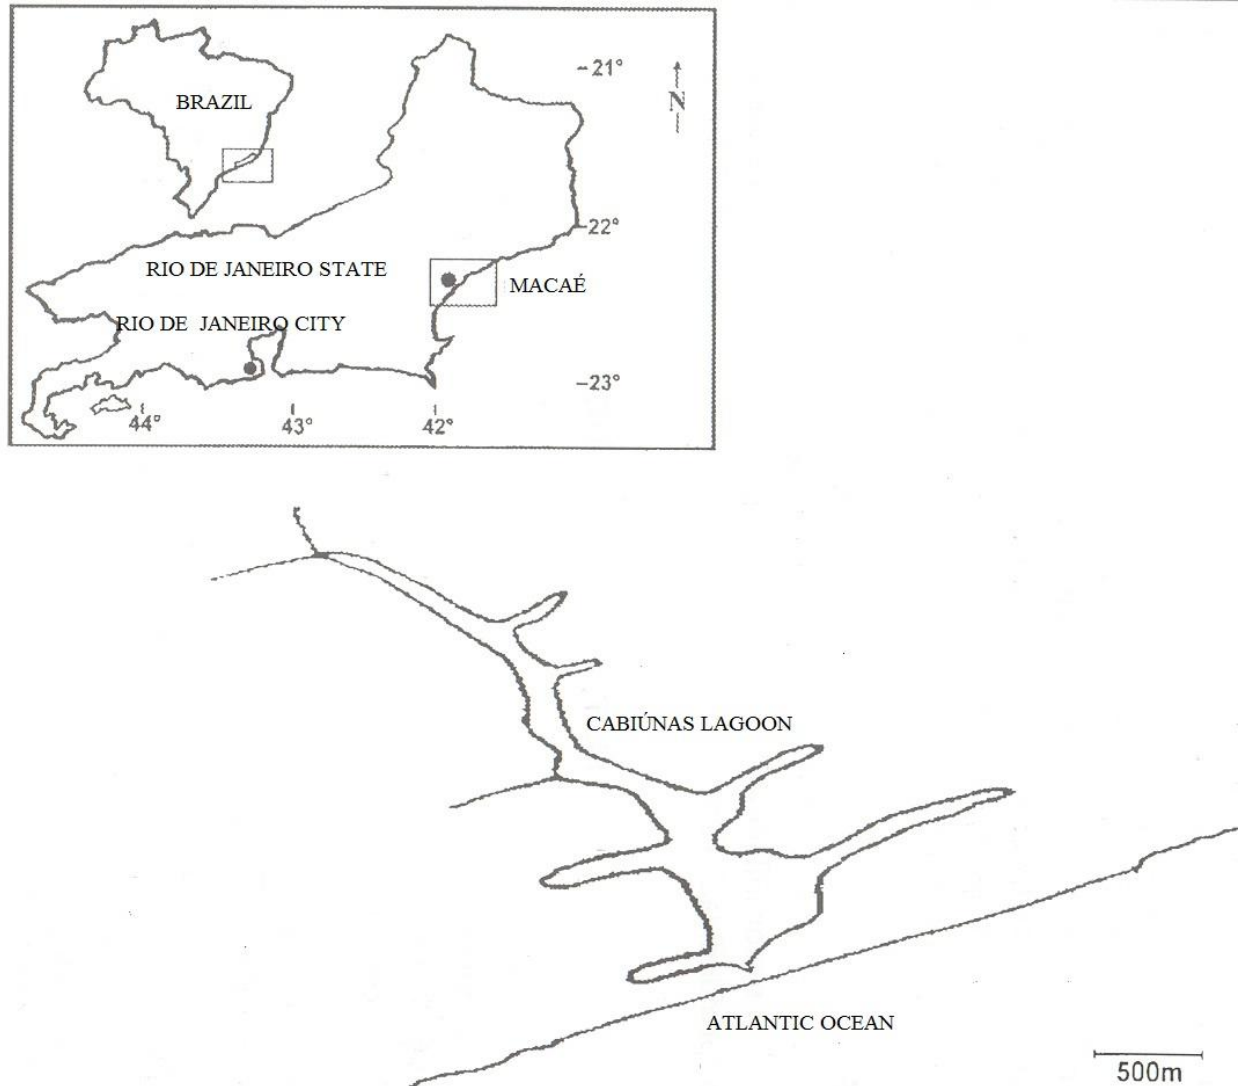 BRAZIL
–21°
N
–22°
RIO DE JANEIRO STATE
MACAÉ
RIO DE JANEIRO CITY
–23°
44°
43°
42°
CABIÚNAS LAGOON
ATLANTIC OCEAN
500m